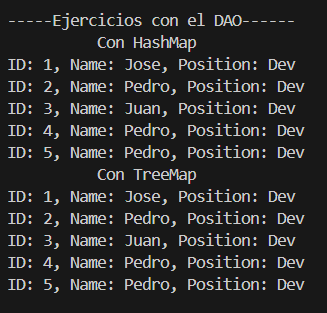 -----Ejercicios con el DAO------
Con HashMap
ID: 1, Name: Jose, Position: Dev
ID: 2, Name: Pedro, Position: Dev
ID: 3, Name: Juan, Position: Dev
ID: 4, Name: Pedro, Position: Dev
ID: 5, Name: Pedro, Position: Dev
Con TreeMap
ID: 1, Name: Jose, Position: Dev
ID: 2, Name: Pedro, Position: Dev
ID: 3, Name: Juan, Position: Dev
ID: 4, Name: Pedro, Position: Dev
ID: 5, Name: Pedro, Position: Dev